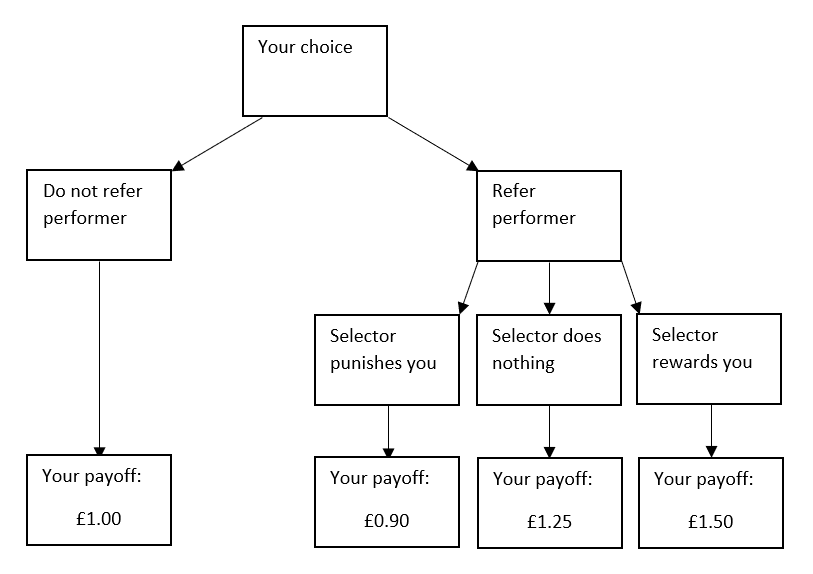 Your choice
Do not refer
performer
Refer
performer
Selector
punishes you
Selector does
nothing
Selector
rewards you
Your payoff:
£1.00
Your payoff:
£0.90
Your payoff:
£1.25
Your payoff:
£1.50